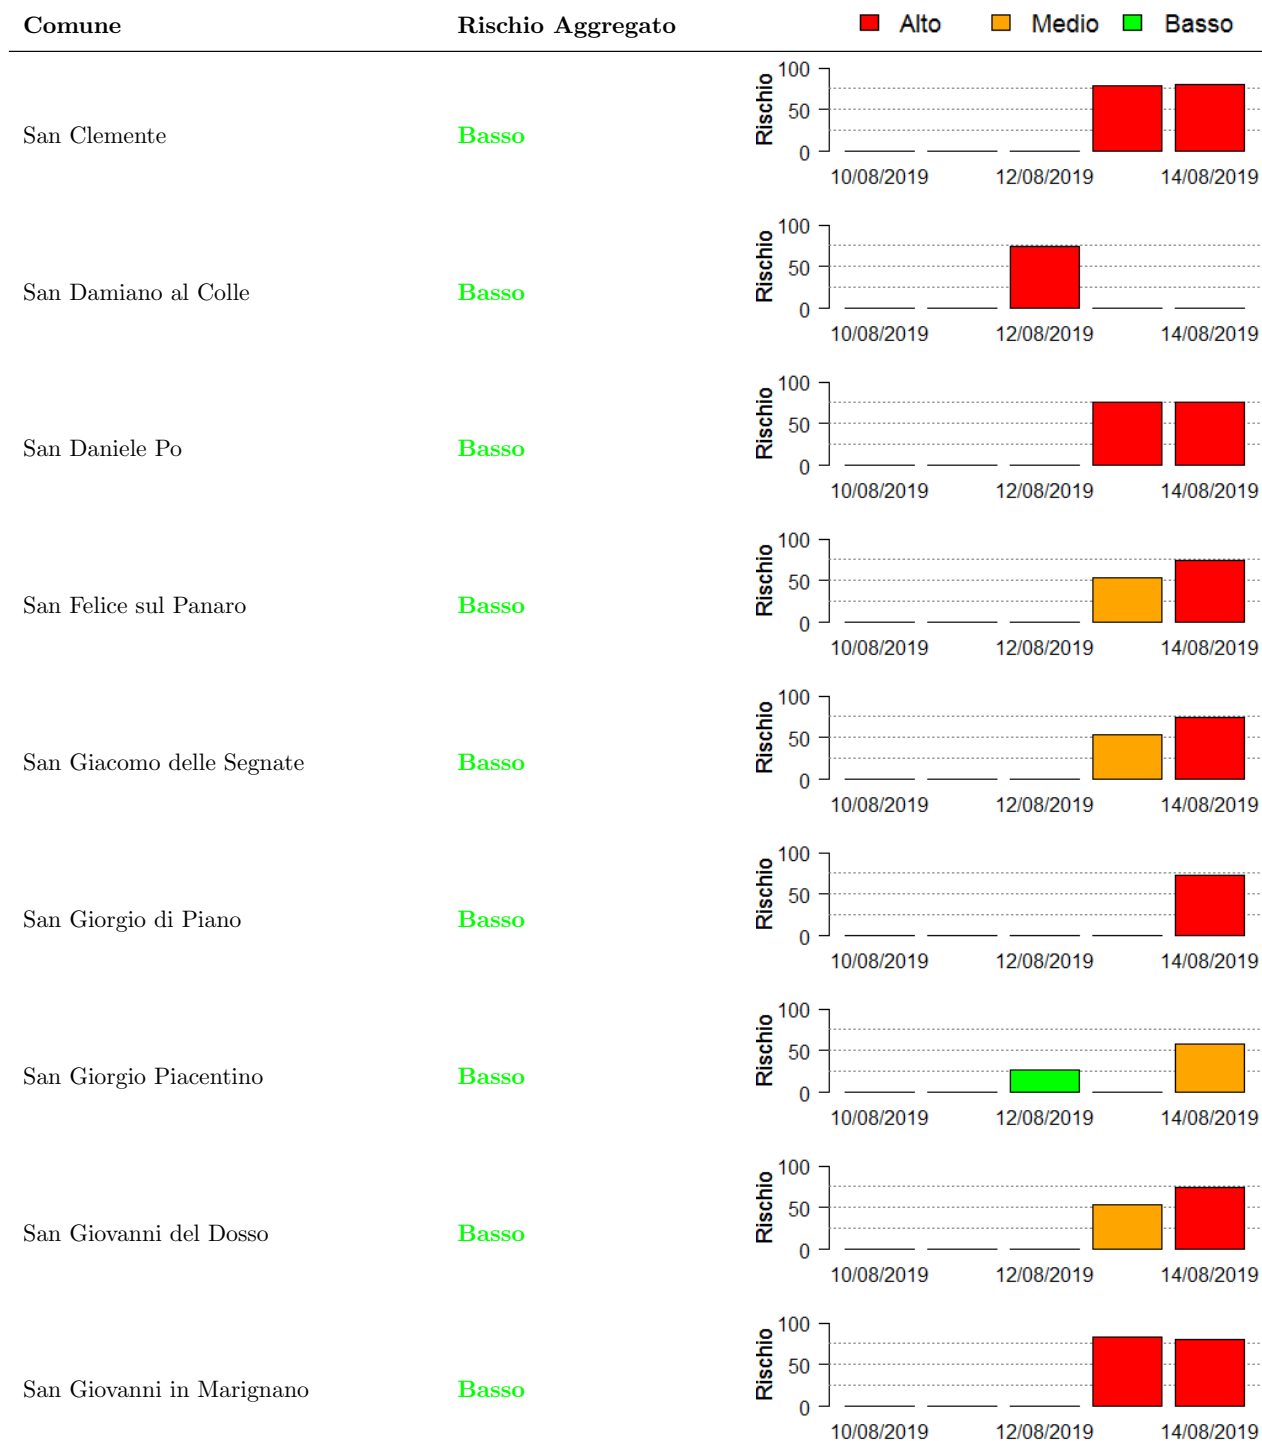 Comune Rischio Aggregato Alto Medio Basso
100
50
0
Rischio
San Clemente Basso
10/08/2019 12/08/2019 14/08/2019
100
50
0
Rischio
San Damiano al Colle Basso
10/08/2019 12/08/2019 14/08/2019
100
50
0
Rischio
San Daniele Po Basso
10/08/2019 12/08/2019 14/08/2019
100
50
0
Rischio
San Felice sul Panaro Basso
10/08/2019 12/08/2019 14/08/2019
100
50
0
Rischio
San Giacomo delle Segnate Basso
10/08/2019 12/08/2019 14/08/2019
100
50
0
Rischio
San Giorgio di Piano Basso
10/08/2019 12/08/2019 14/08/2019
100
50
0
Rischio
San Giorgio Piacentino Basso
10/08/2019 12/08/2019 14/08/2019
100
50
0
Rischio
San Giovanni del Dosso Basso
10/08/2019 12/08/2019 14/08/2019
100
50
0
Rischio
San Giovanni in Marignano Basso
10/08/2019 12/08/2019 14/08/2019